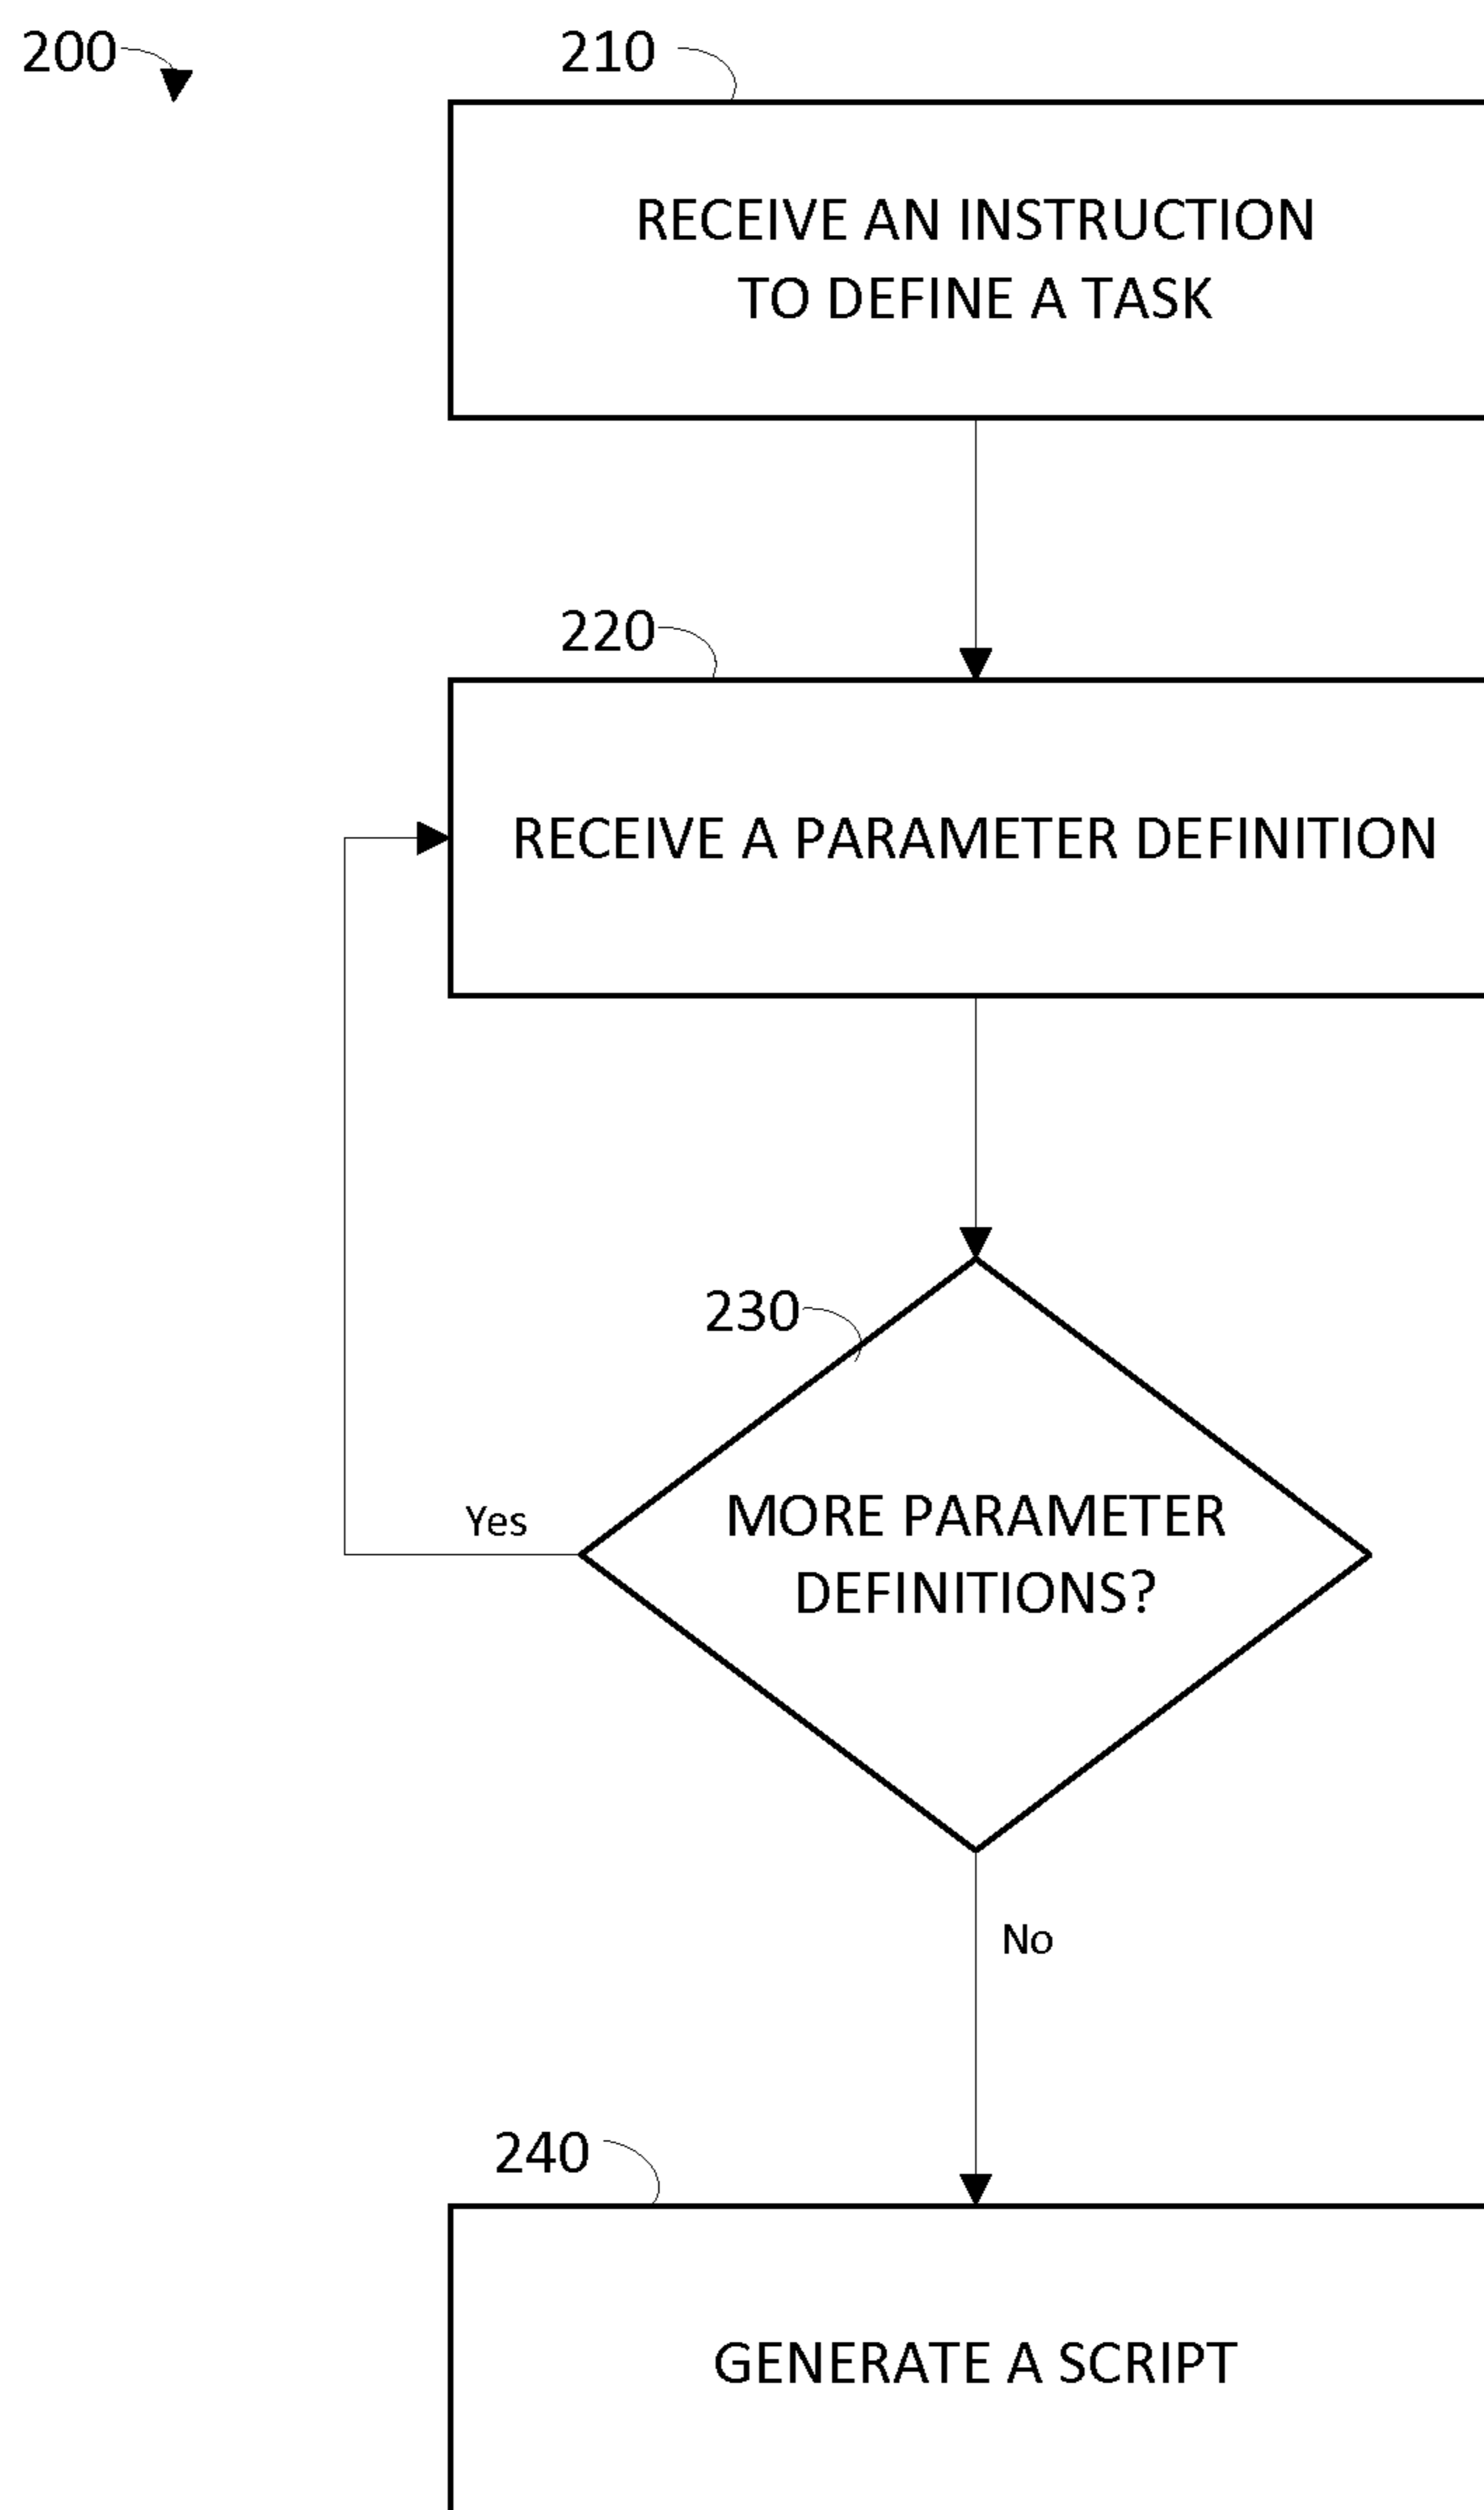 200
210
RECEIVE AN INSTRUCTION
TO DEFINE A TASK
220
RECEIVE A PARAMETER DEFINITION
230
MORE PARAMETER
DEFINITIONS?
Yes
No
240
GENERATE A SCRIPT